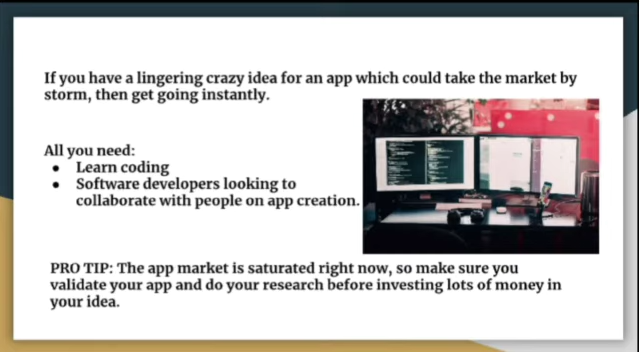 If you have a lingering crazy idea for an app which could take the market by
storm, then get going instantly.
All you need:
● Learn coding
● Software developers looking to
collaborate with people on app creation.
PRO TIP: The app market is saturated right now, so make sure you
validate your app and do your research before investing lots of money in
your idea.